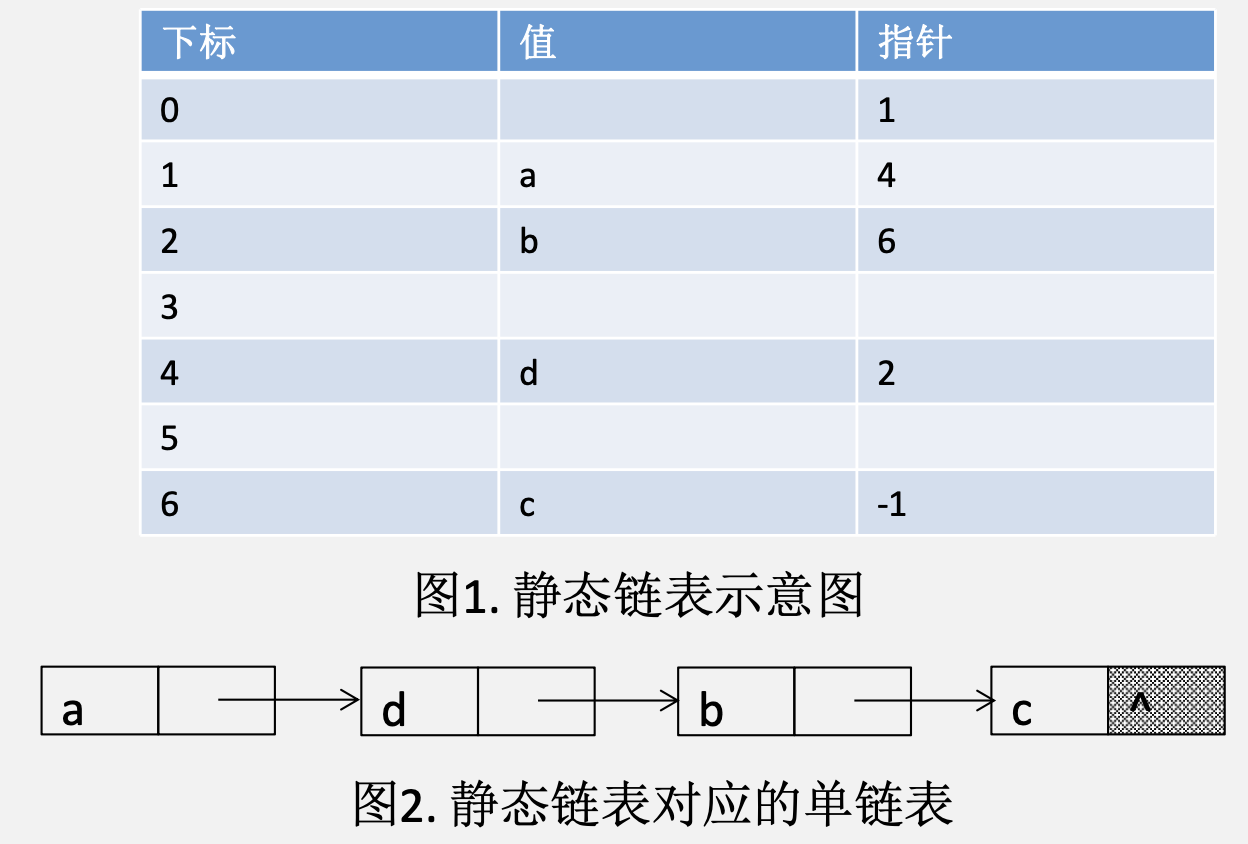 下标 值 指针
0 1
1 a 4
2 b 6
3
4 d 2
5
6 c -1
图1. 静态链表示意图
a d b c ^
图2. 静态链表对应的单链表